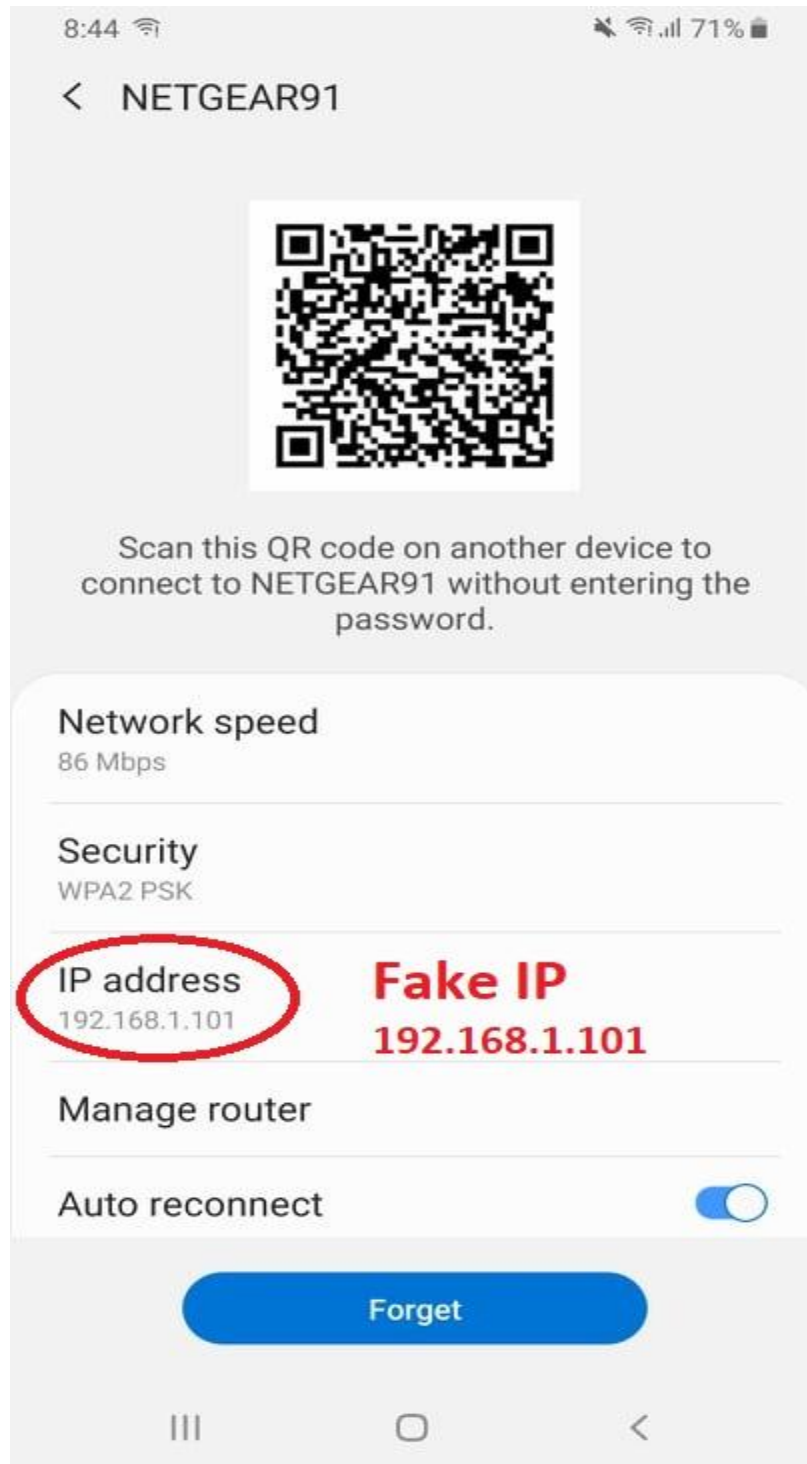 8:44 71%
NETGEAR91
Scan this QR code on another device to
connect to NETGEAR91 without entering the
password.
Network speed
86 Mbps
Security
WPA2 PSK
IP address
192.168.1.101
Fake IP
192.168.1.101
Manage router
Auto reconnect
Forget